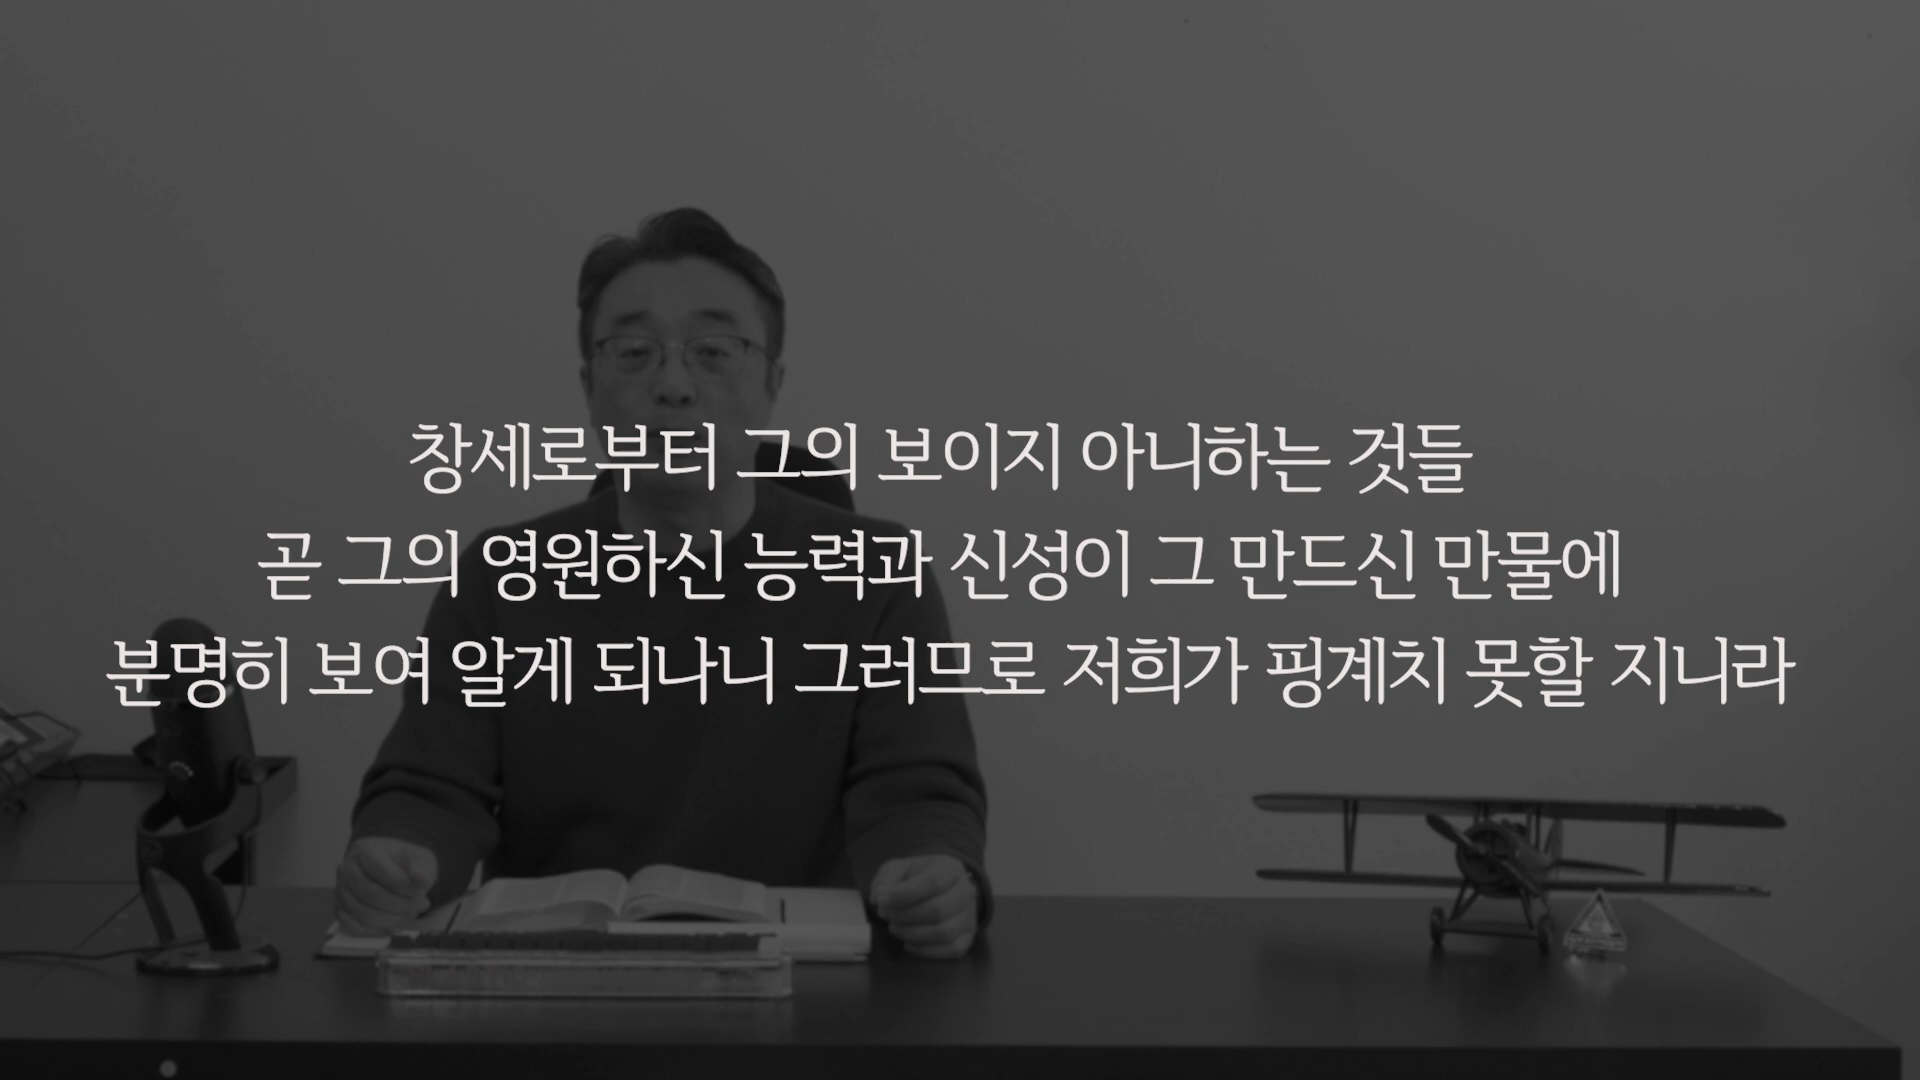 창세로부터 그의 보이지 아니하는 것들
곧 그의 영원하신 능력과 신성이 그 만드신 만물에
분명히 보여 알게 되나니 그러므로 저희가 핑계치 못할 지니라